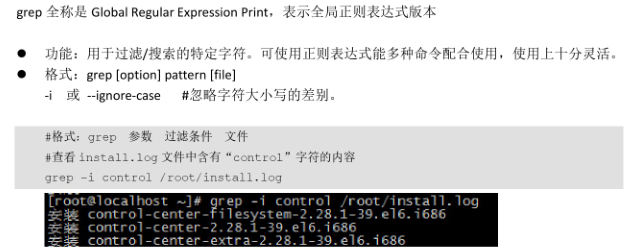 grep 全称是 Global Regular Expression Print，表示全局正则表达式版本
● 功能：用于过滤/搜索的特定字符。可使用正则表达式能多种命令配合使用，使用上十分灵活。
● 格式：grep [option] pattern [file]
-i 或 --ignore-case #忽略字符大小写的差别。
#格式：grep 参数 过滤条件 文件
#查看 install.log 文件中含有“control”字符的内容
grep -i control /root/install.log
[root@localhost ~]# grep -i control /root/install.log
安装 control-center-filesystem-2.28.1-39.el6.i686
安装 control-center-2.28.1-39.el6.i686
安装 control-center-extra-2.28.1-39.el6.i686